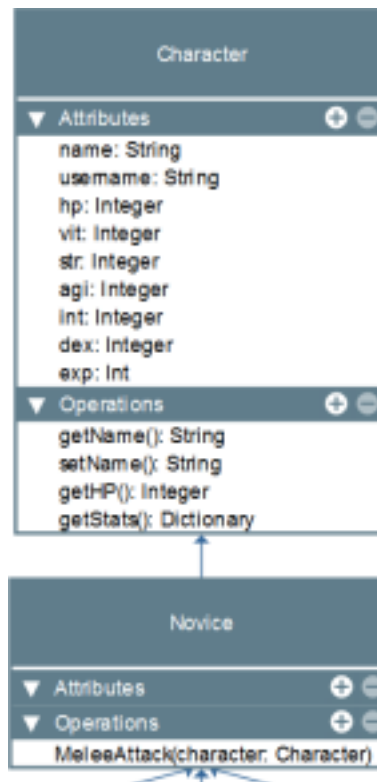 Character
Attributes
name: String
username: String
hp: Integer
vit: Integer
str: Integer
agi: Integer
int: Integer
dex: Integer
exp: Int
Operations
getName(): String
setName(): String
getHP(): Integer
getStats(): Dictionary
Novice
Attributes
Operations
MeleeAttack(character: Character)